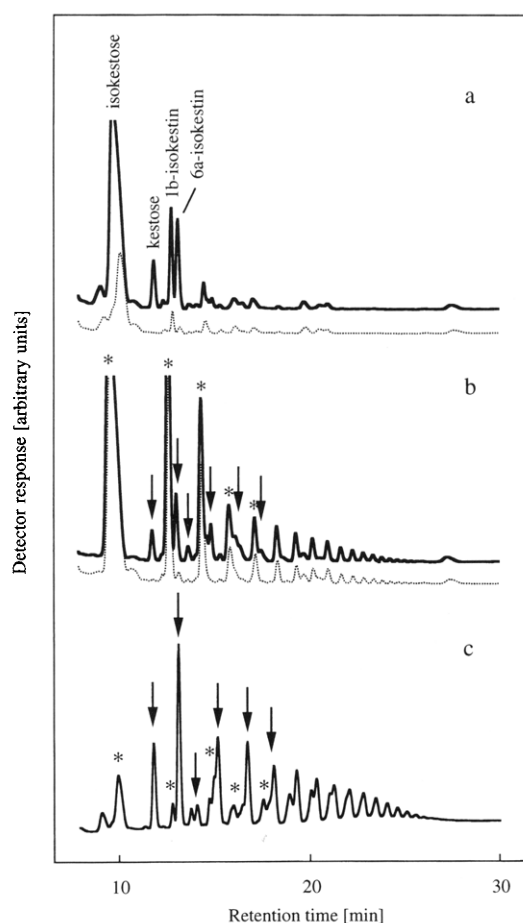 isokestose
kestose
1b-isokestin
6a-isokestin
a
*
*
*
*
*
b
*
*
*
*
*
c
Detector response [arbitrary units]
10
20
30
Retention time [min]